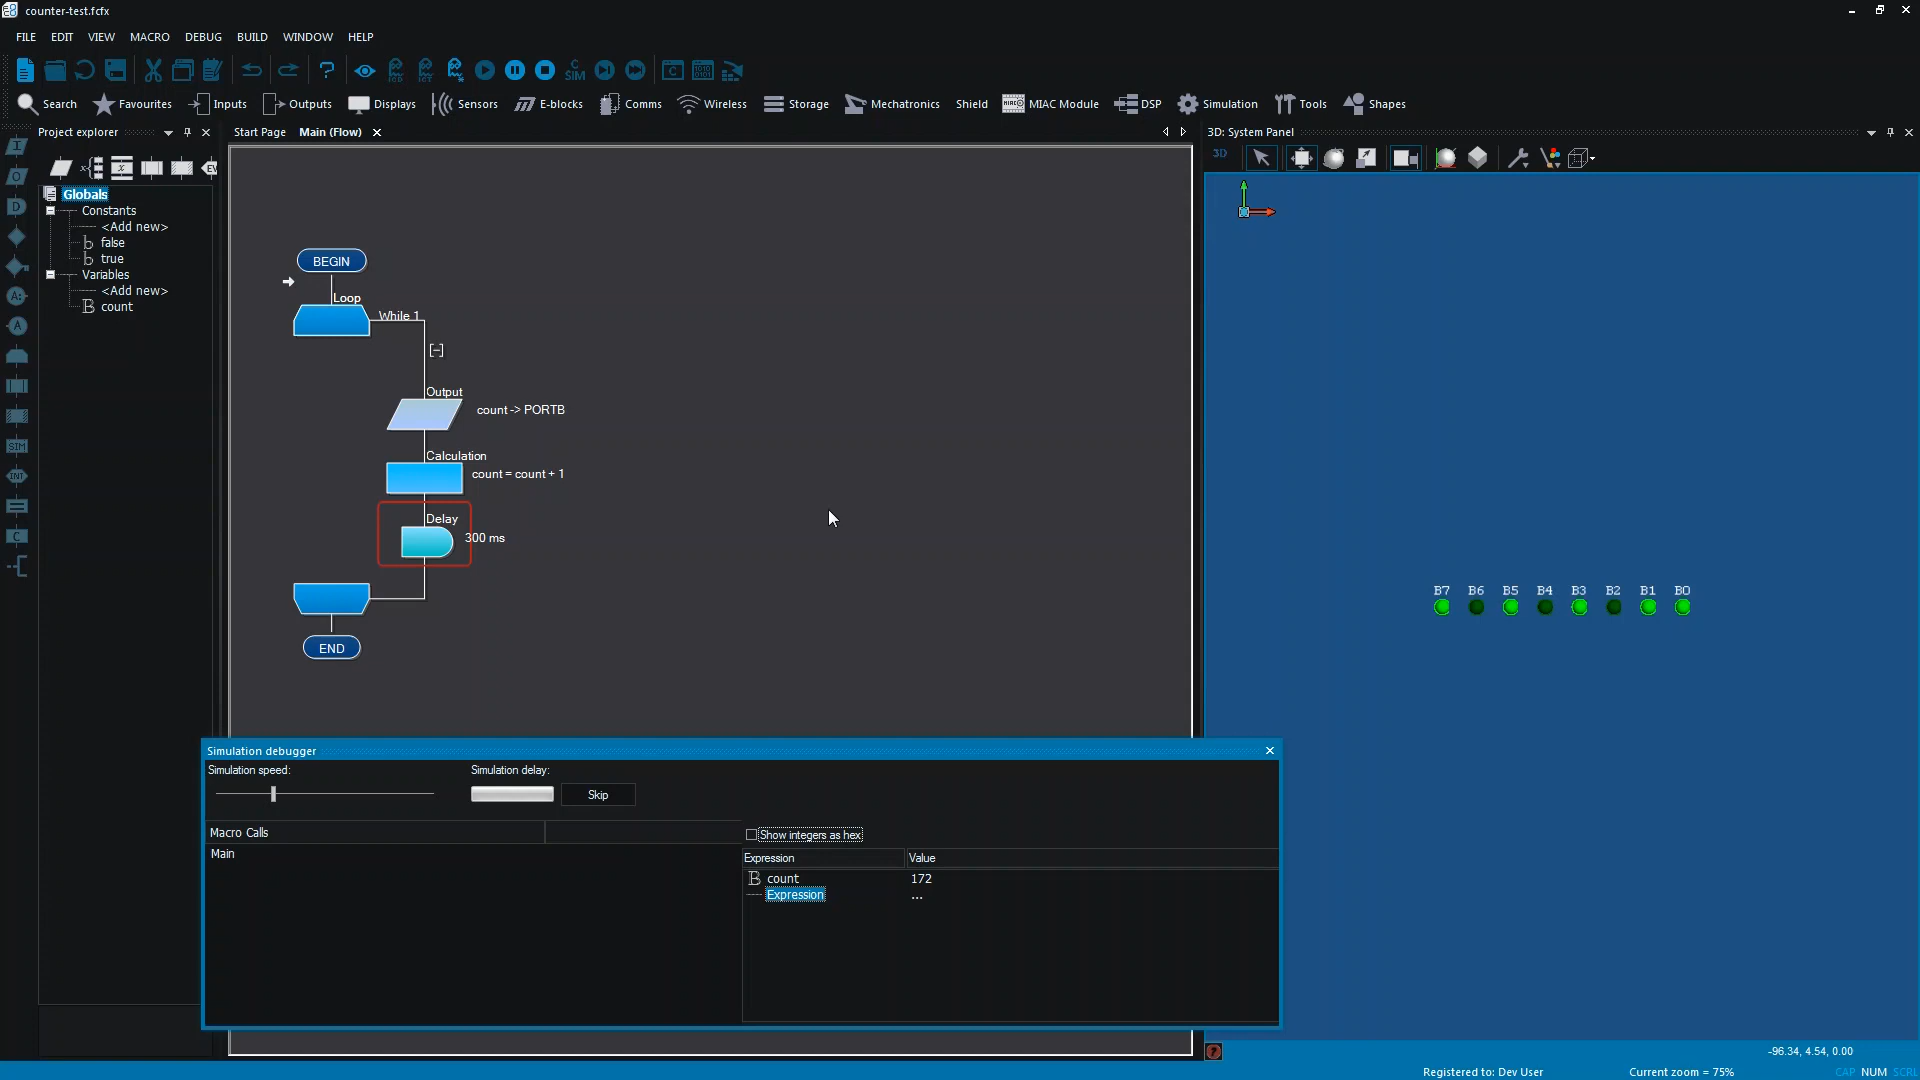 counter-test.fcfx
FILE EDIT VIEW MACRO DEBUG BUILD WINDOW HELP
C
SIM
Search Favourites Inputs Outputs Displays Sensors E-blocks Comms Wireless Storage Mechatronics Shield MIAC Module DSP Simulation Tools Shapes
Project explorer
Start Page Main (Flow)
3D: System Panel
3D
Globals
Constants
<Add new>
false
true
Variables
<Add new>
count
BEGIN
Loop
While 1
Output
count -> PORTB
Calculation
count = count + 1
Delay
300 ms
END
B7 B6 B5 B4 B3 B2 B1 B0
Simulation debugger
Simulation speed:
Simulation delay:
Skip
Macro Calls
Main
Show integers as hex
Expression Value
count 172
Expression ...
-96.34, 4.54, 0.00
Registered to: Dev User
Current zoom = 75%
CAP NUM SCRL